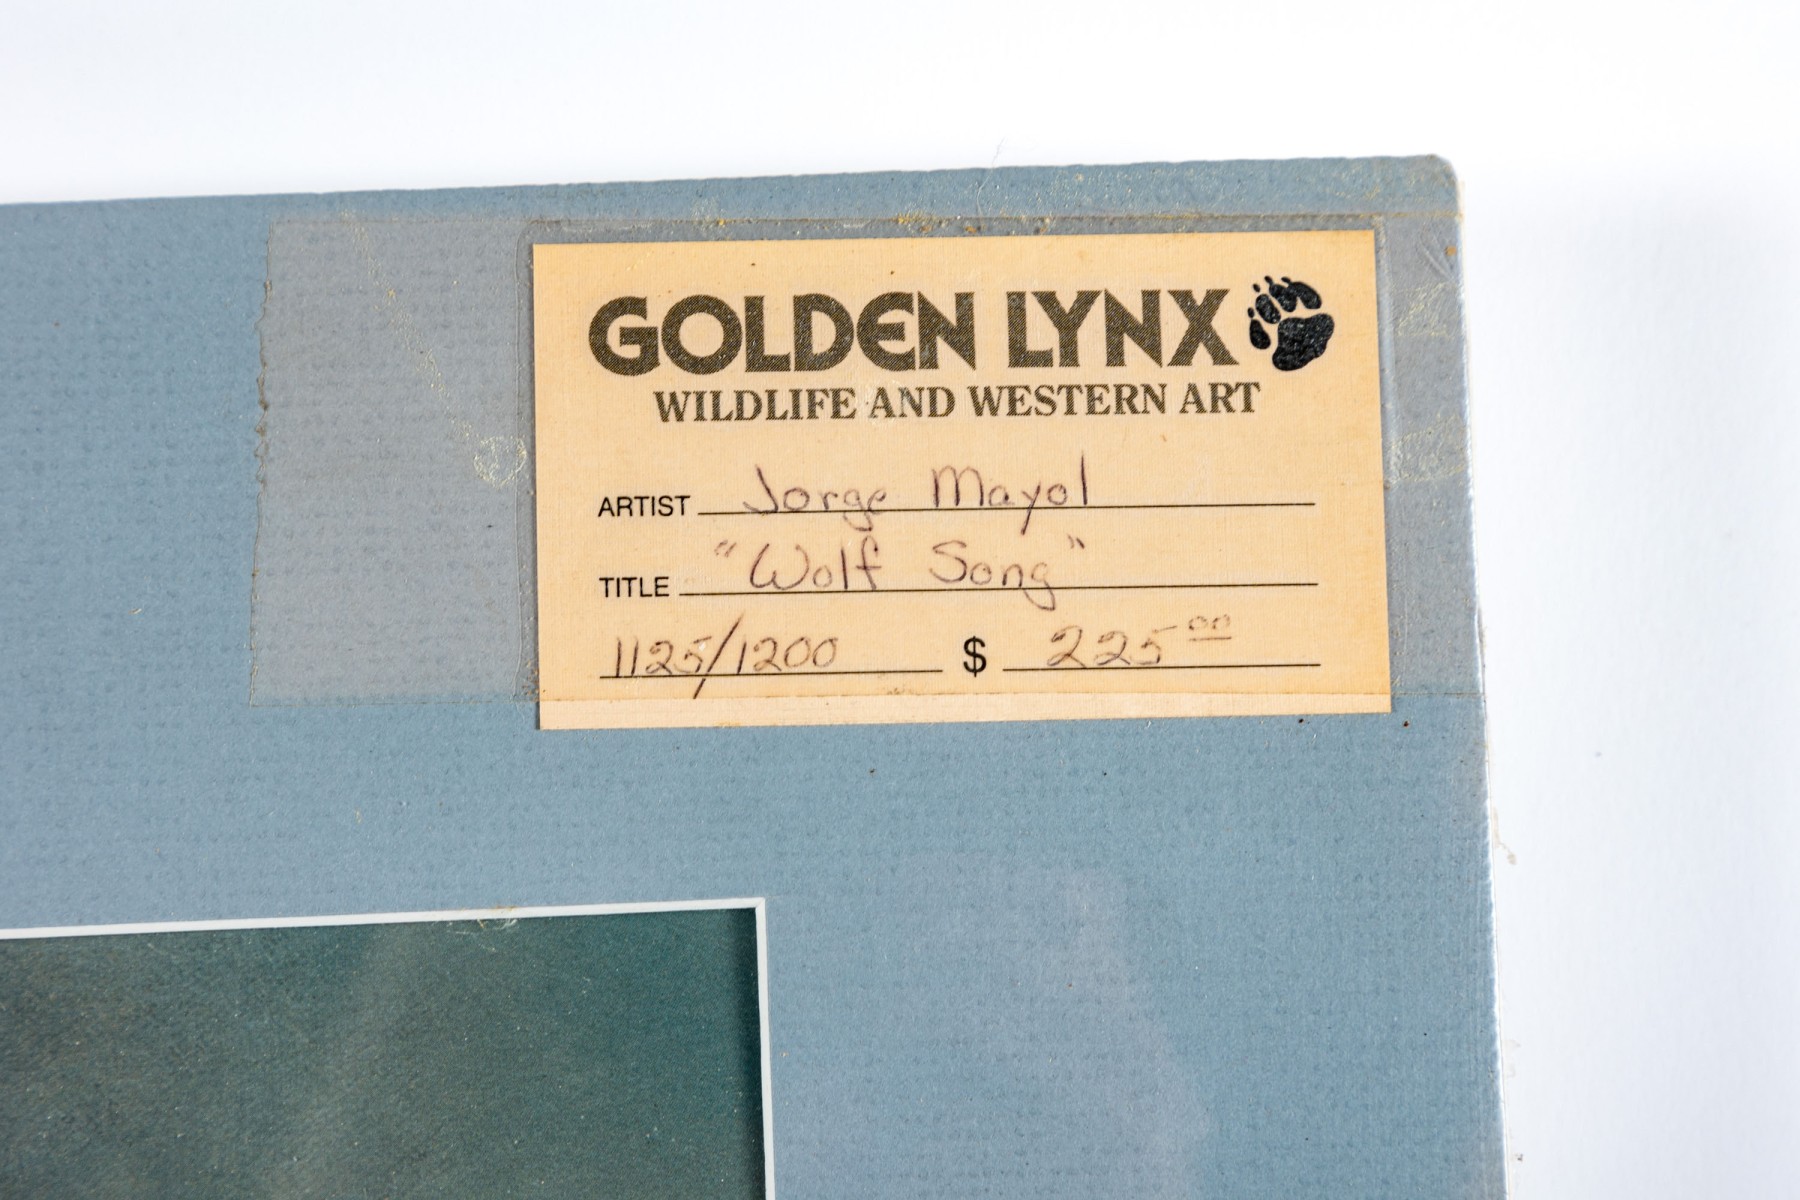 GOLDEN LYNX
WILDLIFE AND WESTERN ART
ARTIST Jorge Mayol
TITLE "Wolf Song"
1125/1200 $ 225.00